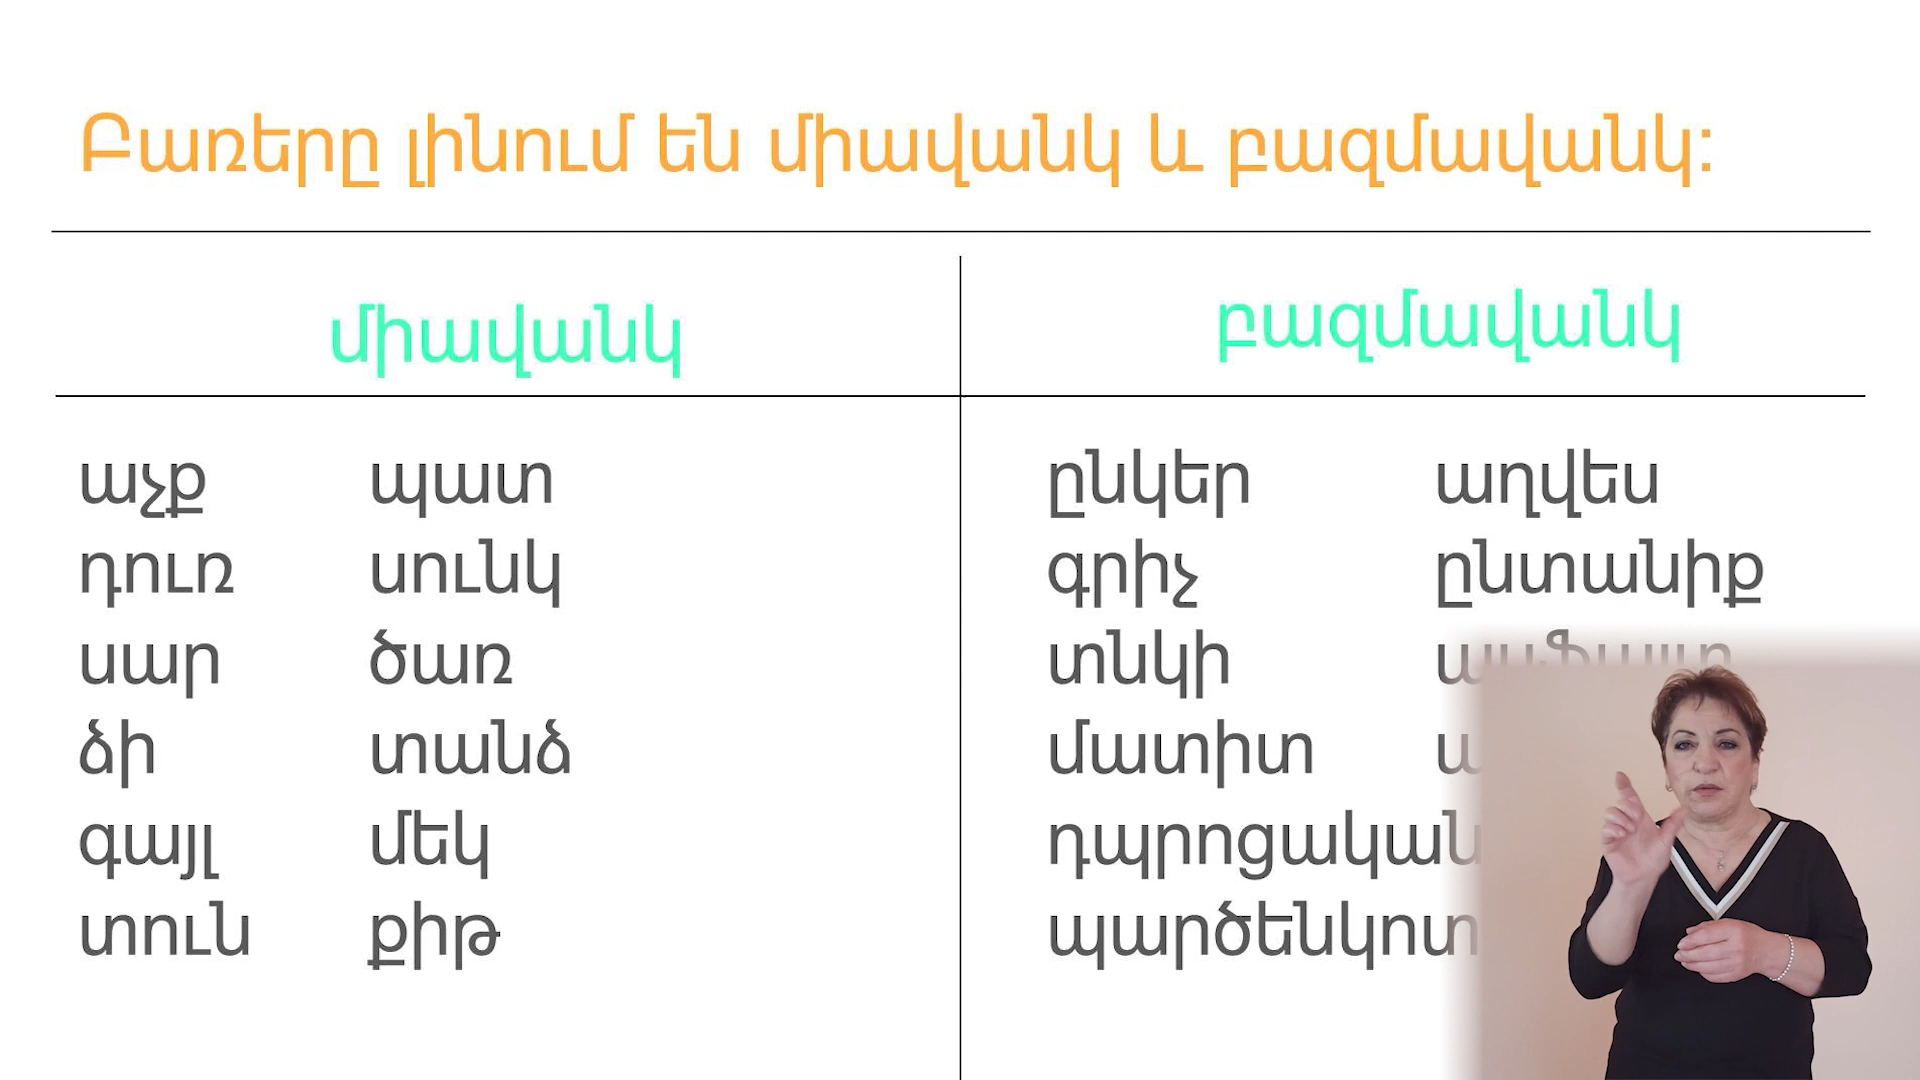 Բառերը լինում են միավանկ և բազմավանկ:
միավանկ բազմավանկ
աչք պատ ընկեր աղվես
դուռ սունկ գրիչ ընտանիք
սար ծառ տնկի
ձի տանձ մատիտ
գայլ մեկ դպրոցական
տուն քիթ պարծենկոտ